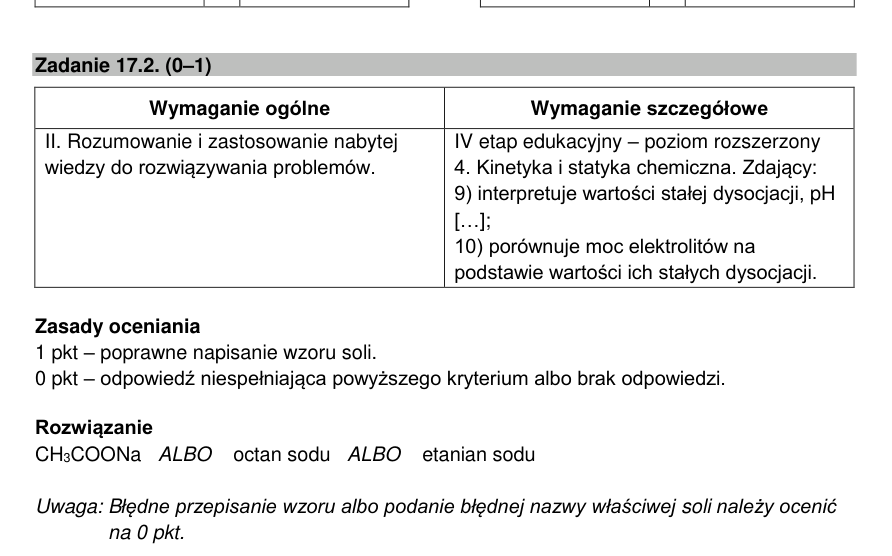 Zadanie 17.2. (0–1)
Wymaganie ogólne
Wymaganie szczegółowe
II. Rozumowanie i zastosowanie nabytej
wiedzy do rozwiązywania problemów.
IV etap edukacyjny – poziom rozszerzony
4. Kinetyka i statyka chemiczna. Zdający:
9) interpretuje wartości stałej dysocjacji, pH
[…];
10) porównuje moc elektrolitów na
podstawie wartości ich stałych dysocjacji.
Zasady oceniania
1 pkt – poprawne napisanie wzoru soli.
0 pkt – odpowiedź niespełniająca powyższego kryterium albo brak odpowiedzi.
Rozwiązanie
CH₃COONa ALBO octan sodu ALBO etanian sodu
Uwaga: Błędne przepisanie wzoru albo podanie błędnej nazwy właściwej soli należy ocenić
na 0 pkt.